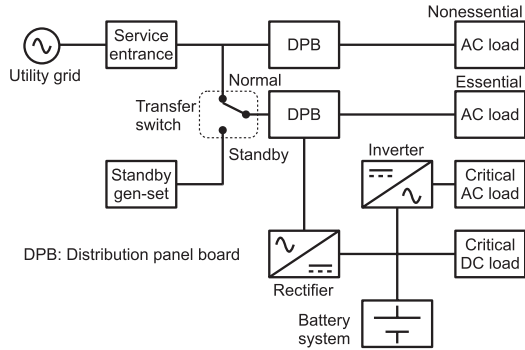 Nonessential
Service
entrance
DPB
AC load
Utility grid
Normal
Essential
Transfer
switch
DPB
AC load
Standby
Inverter
Standby
gen-set
Critical
AC load
DPB: Distribution panel board
Critical
DC load
Rectifier
Battery
system